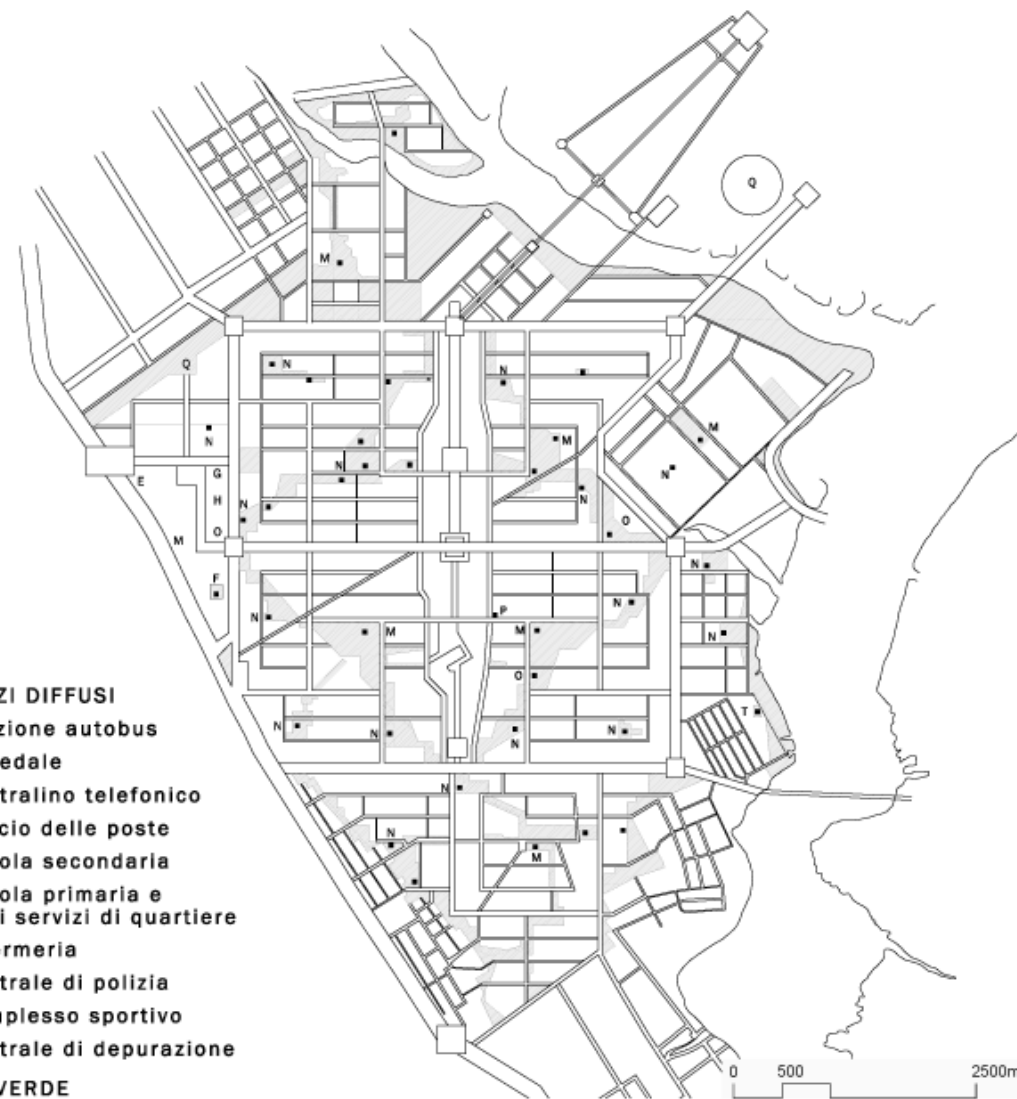 Q
M
Q
N
N
N
M
M
N
N
E
G
N
N
H
O
O
M
F
N
N
N
P
M
M
N
O
T
N
N
N
N
N
N
M
ZI DIFFUSI
zione autobus
edale
tralino telefonico
cio delle poste
ola secondaria
ola primaria e
i servizi di quartiere
ermeria
trale di polizia
plesso sportivo
trale di depurazione
VERDE
0 500 2500m